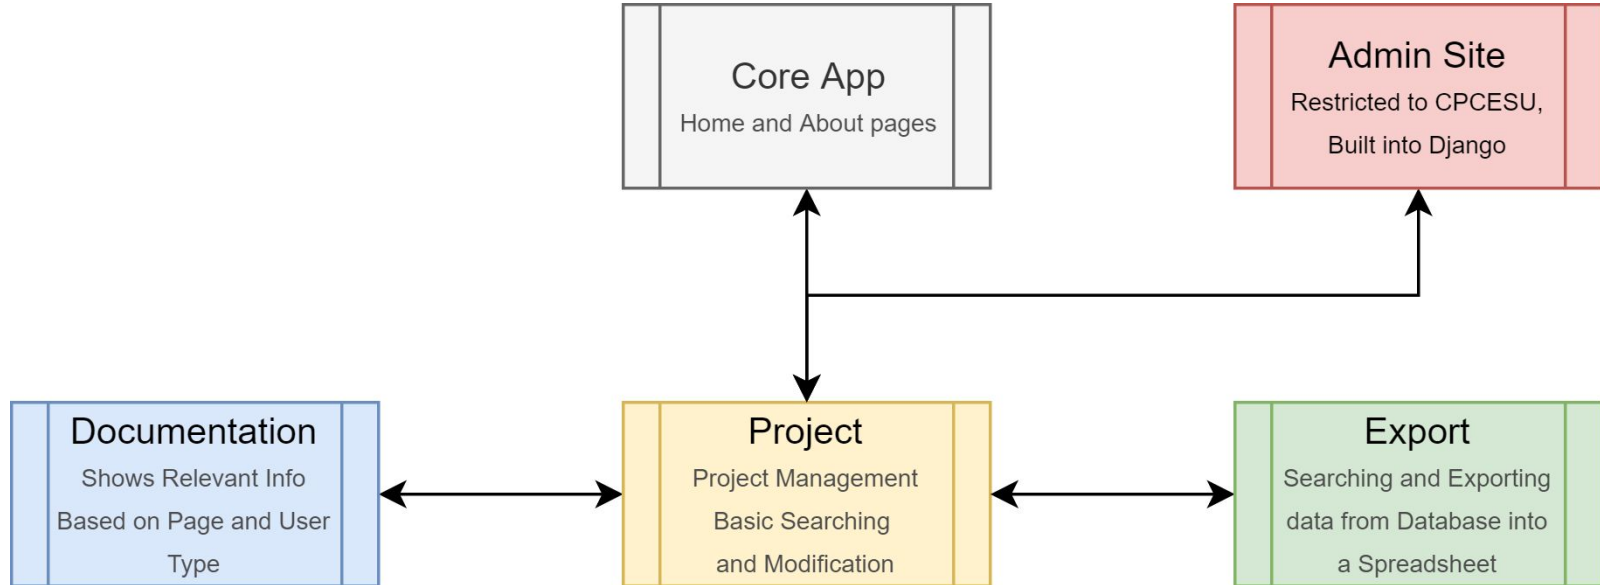 Core App
Home and About pages
Admin Site
Restricted to CPCESU,
Built into Django
Documentation
Shows Relevant Info
Based on Page and User
Type
Project
Project Management
Basic Searching
and Modification
Export
Searching and Exporting
data from Database into
a Spreadsheet